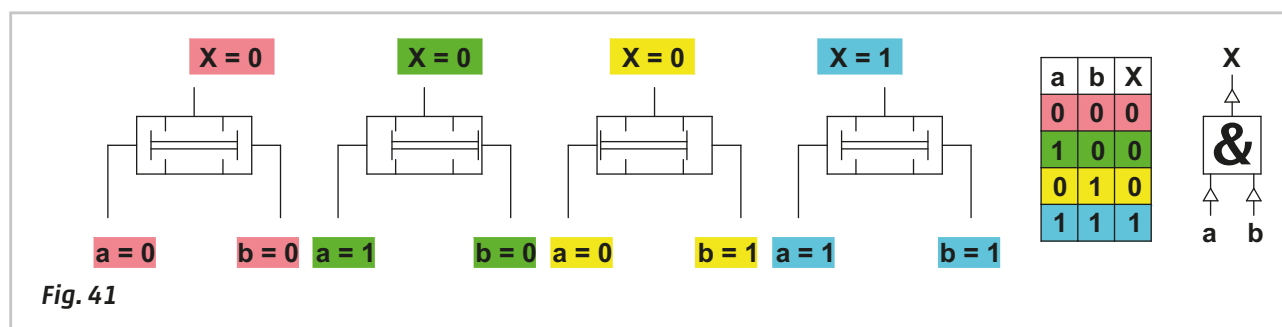 X = 0 X = 0 X = 0 X = 1
a = 0 b = 0 a = 1 b = 0 a = 0 b = 1 a = 1 b = 1
a b X
0 0 0
1 0 0
0 1 0
1 1 1
X
&
a b
Fig. 41